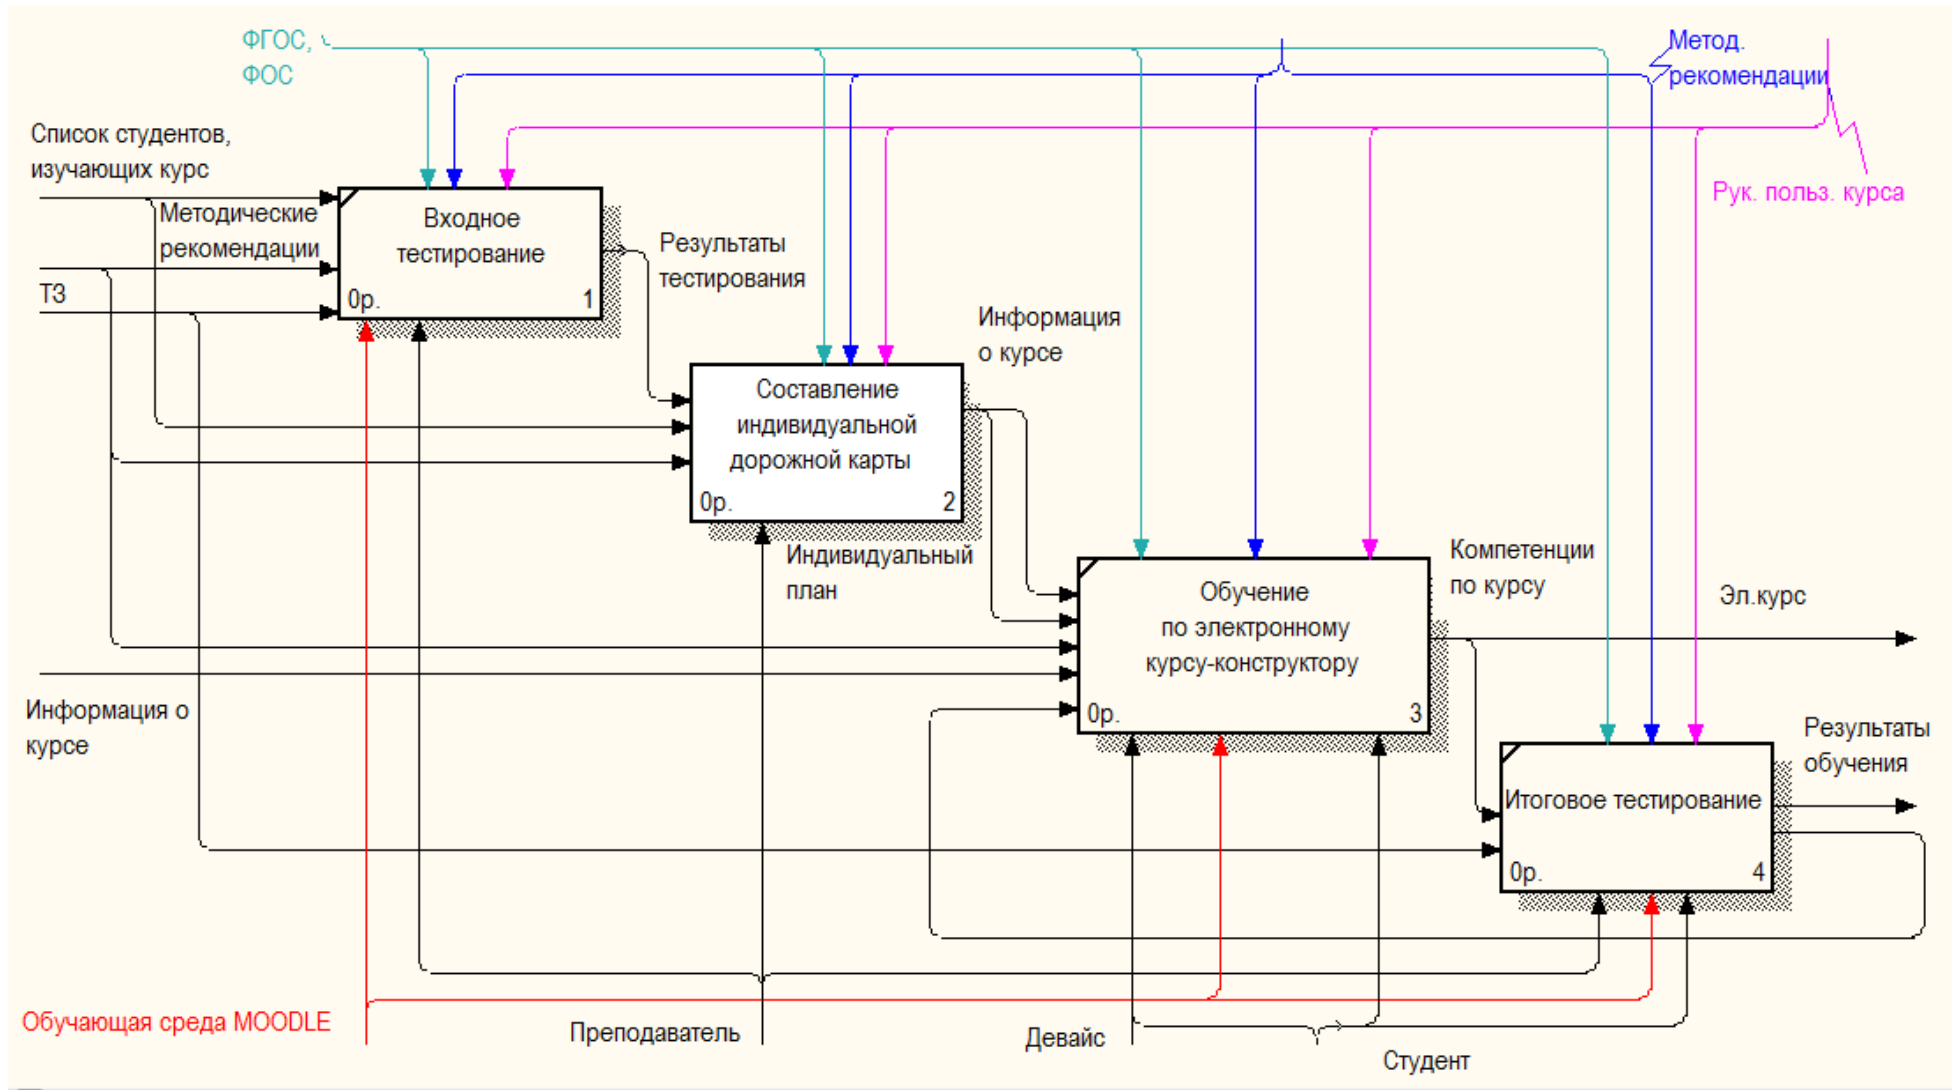 ФГОС,
ФОС
Метод.
рекомендации
Список студентов,
изучающих курс
Рук. польз. курса
Методические
рекомендации
ТЗ
Входное
тестирование
0р.
1
Результаты
тестирования
Информация
о курсе
Составление
индивидуальной
дорожной карты
0р.
2
Индивидуальный
план
Компетенции
по курсу
Эл.курс
Обучение
по электронному
курсу-конструктору
0р.
3
Информация о
курсе
Результаты
обучения
Итоговое тестирование
0р.
4
Обучающая среда MOODLE
Преподаватель
Девайс
Студент